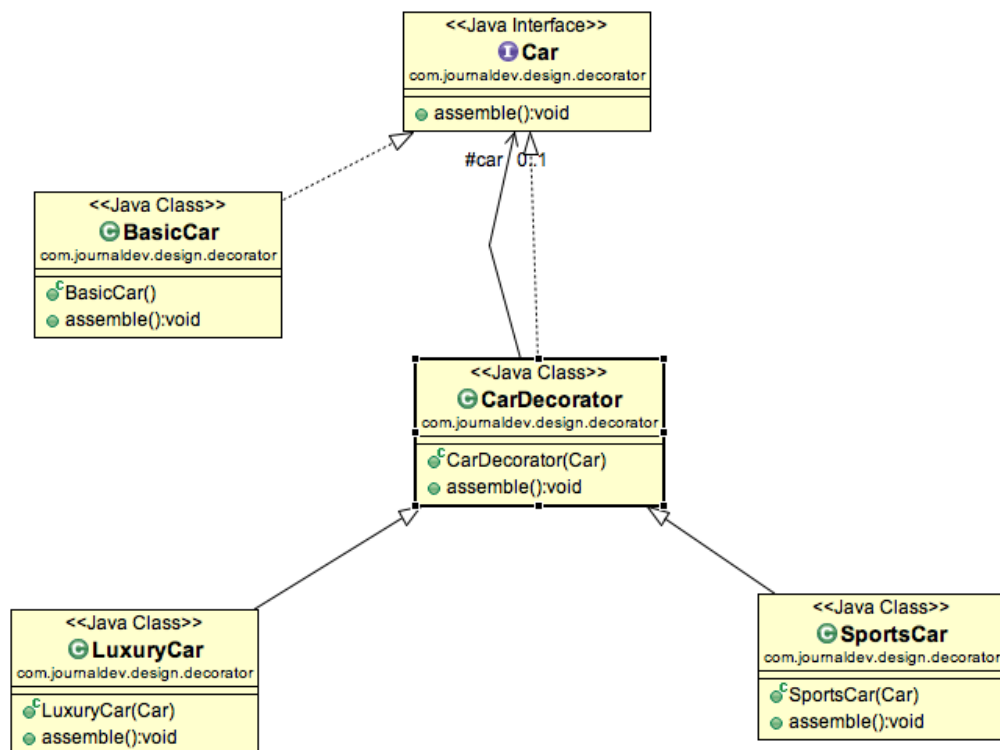 <<Java Interface>>
I Car
com.journaldev.design.decorator
assemble():void
#car 0..1
<<Java Class>>
C BasicCar
com.journaldev.design.decorator
C BasicCar()
assemble():void
<<Java Class>>
C CarDecorator
com.journaldev.design.decorator
C CarDecorator(Car)
assemble():void
<<Java Class>>
C LuxuryCar
com.journaldev.design.decorator
C LuxuryCar(Car)
assemble():void
<<Java Class>>
C SportsCar
com.journaldev.design.decorator
C SportsCar(Car)
assemble():void